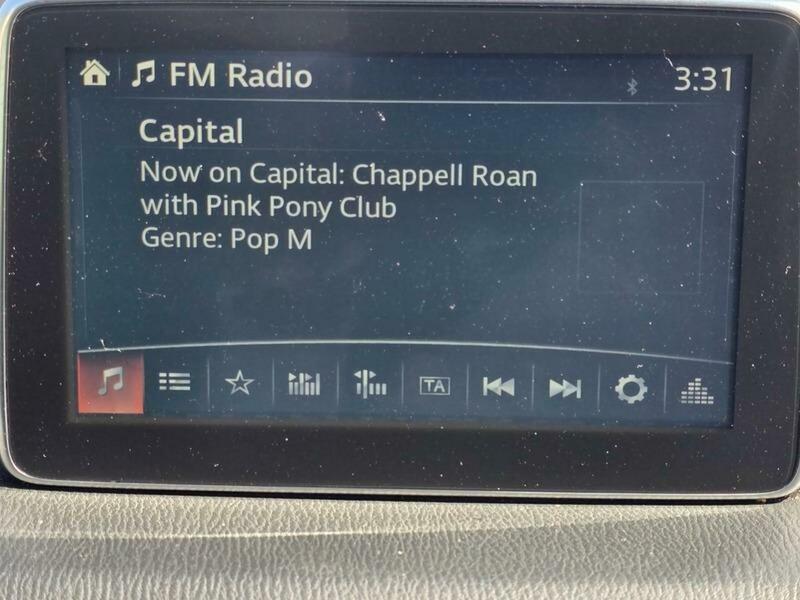 FM Radio 3:31
Capital
Now on Capital: Chappell Roan
with Pink Pony Club
Genre: Pop M
TA